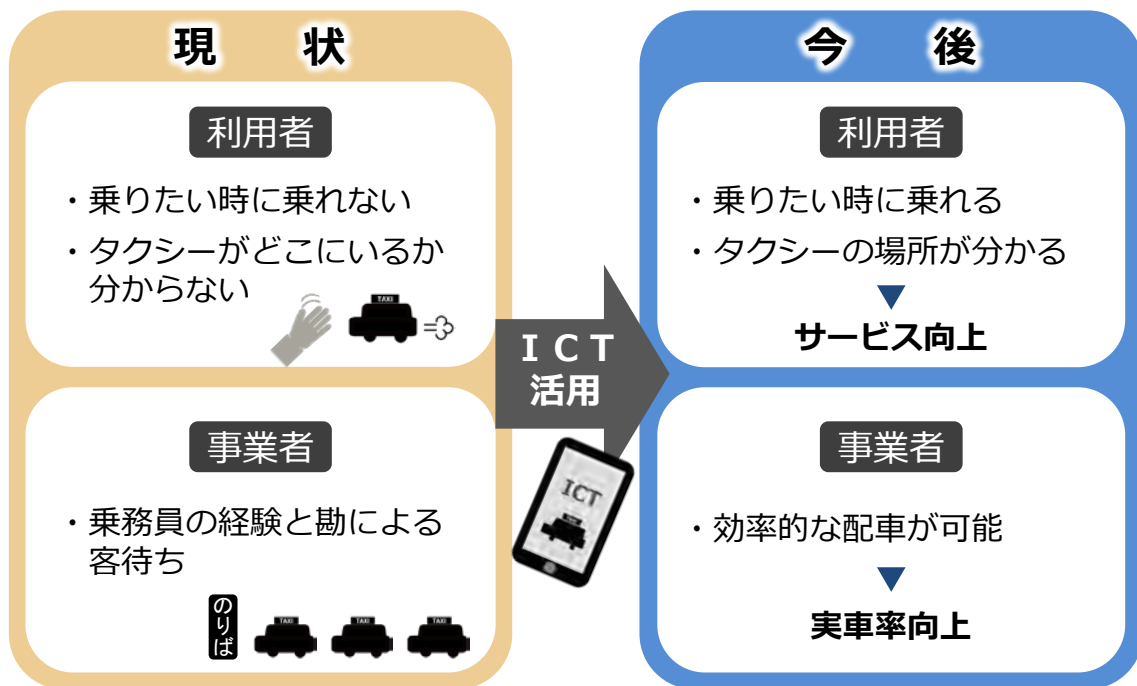 現 状
利用者
・乗りたい時に乗れない
・タクシーがどこにいるか
分からない
TAXI
事業者
・乗務員の経験と勘による
客待ち
のりば
TAXI
TAXI
TAXI
ＩＣＴ
活用
ICT
今 後
利用者
・乗りたい時に乗れる
・タクシーの場所が分かる
サービス向上
事業者
・効率的な配車が可能
実車率向上